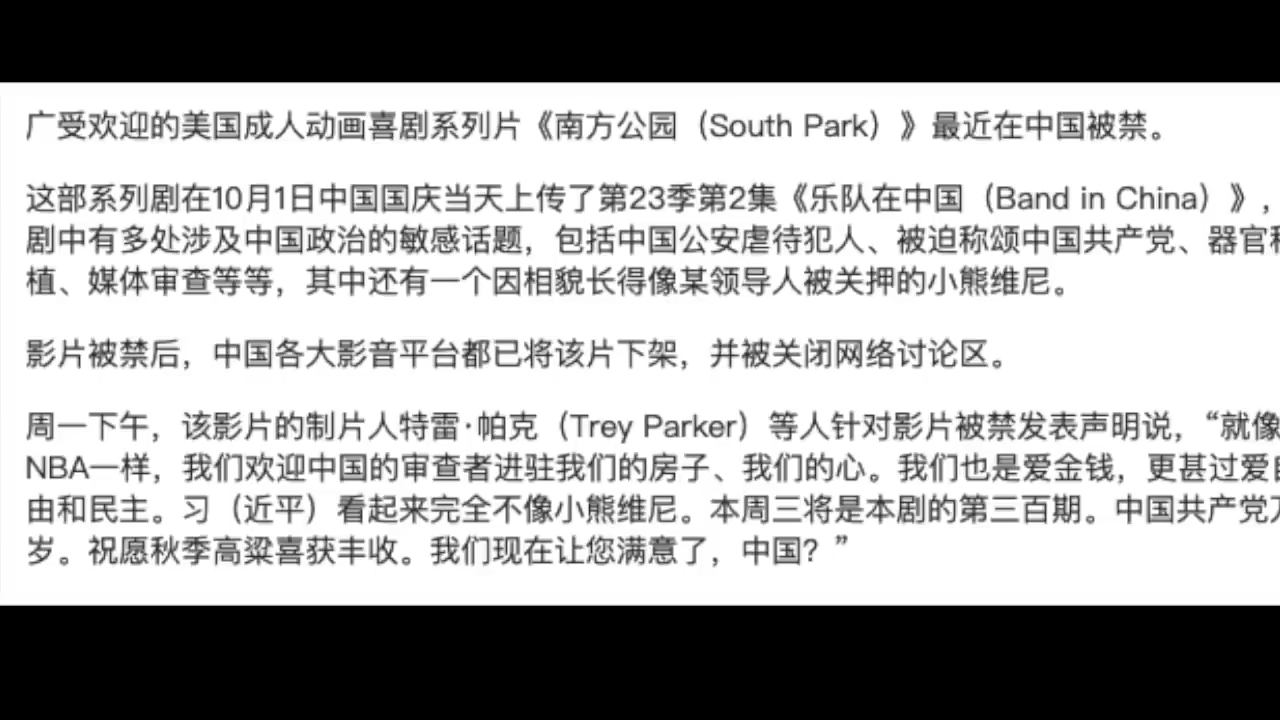 广受欢迎的美国成人动画喜剧系列片《南方公园（South Park）》最近在中国被禁。
这部系列剧在10月1日中国国庆当天上传了第23季第2集《乐队在中国（Band in China）》，
剧中有多处涉及中国政治的敏感话题，包括中国公安虐待犯人、被迫称颂中国共产党、器官移
植、媒体审查等等，其中还有一个因相貌长得像某领导人被关押的小熊维尼。
影片被禁后，中国各大影音平台都已将该片下架，并被关闭网络讨论区。
周一下午，该影片的制片人特雷·帕克（Trey Parker）等人针对影片被禁发表声明说，“就像
NBA一样，我们欢迎中国的审查者进驻我们的房子、我们的心。我们也是爱金钱，更甚过爱自
由和民主。习（近平）看起来完全不像小熊维尼。本周三将是本剧的第三百期。中国共产党万
岁。祝愿秋季高粱喜获丰收。我们现在让您满意了，中国？”